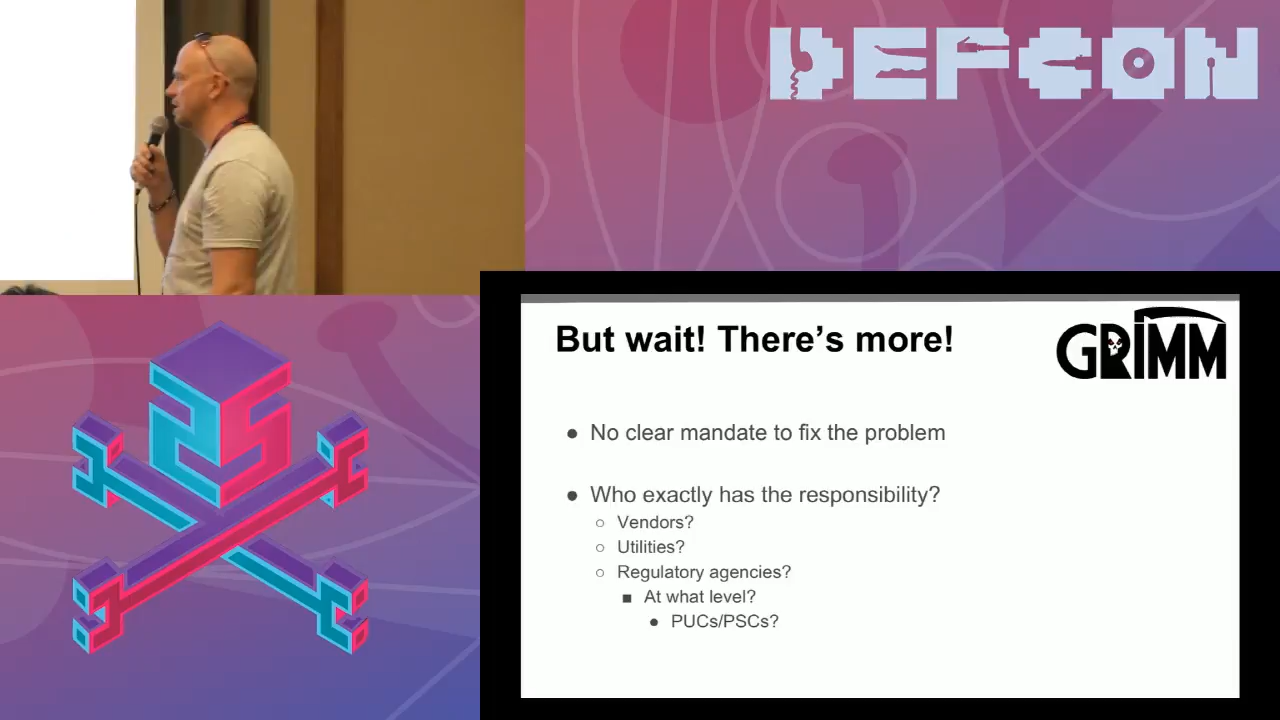 DEFCON
But wait! There's more!
GRIMM
● No clear mandate to fix the problem
● Who exactly has the responsibility?
○ Vendors?
○ Utilities?
○ Regulatory agencies?
■ At what level?
● PUCs/PSCs?
25